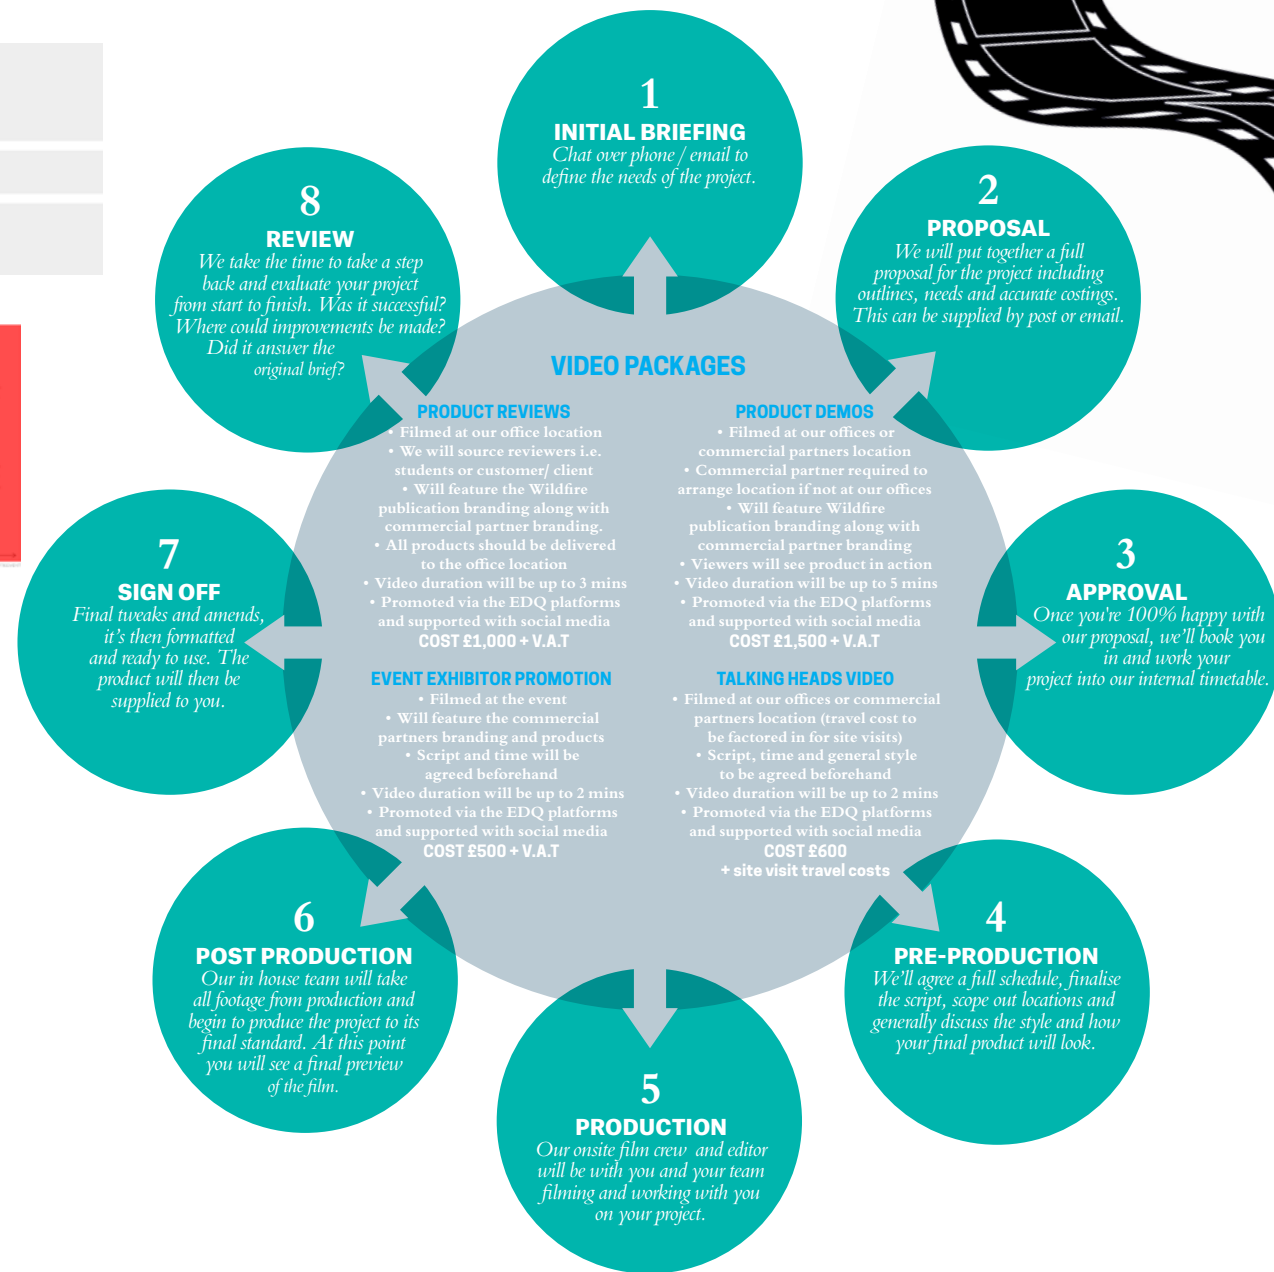 1
INITIAL BRIEFING
Chat over phone / email to
define the needs of the project.
2
PROPOSAL
We will put together a full
proposal for the project including
outlines, needs and accurate costings.
This can be supplied by post or email.
3
APPROVAL
Once you're 100% happy with
our proposal, we'll book you
in and work your
project into our internal timetable.
4
PRE-PRODUCTION
We'll agree a full schedule, finalise
the script, scope out locations and
generally discuss the style and how
your final product will look.
5
PRODUCTION
Our onsite film crew and editor
will be with you and your team
filming and working with you
on your project.
6
POST PRODUCTION
Our in house team will take
all footage from production and
begin to produce the project to its
final standard. At this point
you will see a final preview
of the film.
7
SIGN OFF
Final tweaks and amends,
it's then formatted
and ready to use. The
product will then be
supplied to you.
8
REVIEW
We take the time to take a step
back and evaluate your project
from start to finish. Was it successful?
Where could improvements be made?
Did it answer the
original brief?
VIDEO PACKAGES
PRODUCT REVIEWS
• Filmed at our office location
• We will source reviewers i.e.
students or customer/ client
• Will feature the Wildfire
publication branding along with
commercial partner branding.
• All products should be delivered
to the office location
• Video duration will be up to 3 mins
• Promoted via the EDQ platforms
and supported with social media
COST £1,000 + V.A.T
PRODUCT DEMOS
• Filmed at our offices or
commercial partners location
• Commercial partner required to
arrange location if not at our offices
• Will feature Wildfire
publication branding along with
commercial partner branding
• Viewers will see product in action
• Video duration will be up to 5 mins
• Promoted via the EDQ platforms
and supported with social media
COST £1,500 + V.A.T
EVENT EXHIBITOR PROMOTION
• Filmed at the event
• Will feature the commercial
partners branding and products
• Script and time will be
agreed beforehand
• Video duration will be up to 2 mins
• Promoted via the EDQ platforms
and supported with social media
COST £500 + V.A.T
TALKING HEADS VIDEO
• Filmed at our offices or commercial
partners location (travel cost to
be factored in for site visits)
• Script, time and general style
to be agreed beforehand
• Video duration will be up to 2 mins
• Promoted via the EDQ platforms
and supported with social media
COST £600
+ site visit travel costs